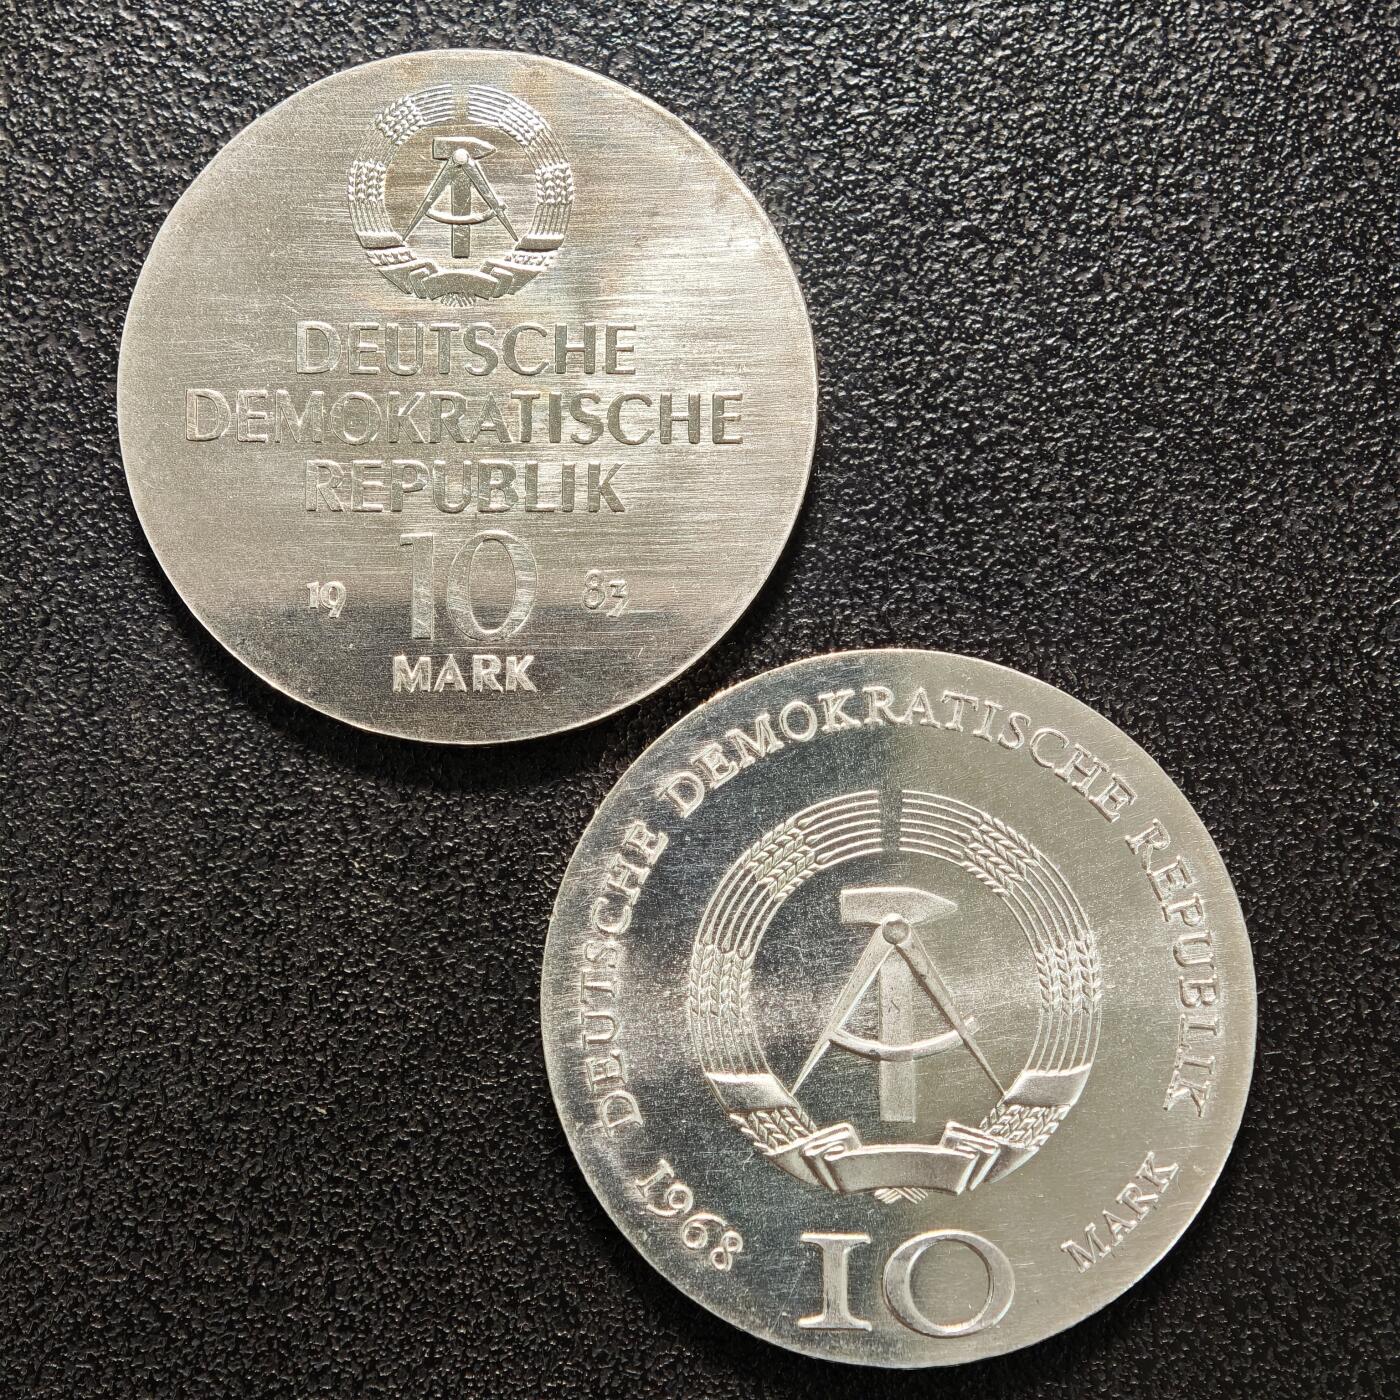 DEUTSCHE
DEMOKRATISCHE
REPUBLIK
19 10 83
MARK
DEUTSCHE DEMOKRATISCHE REPUBLIK
1968 10 MARK